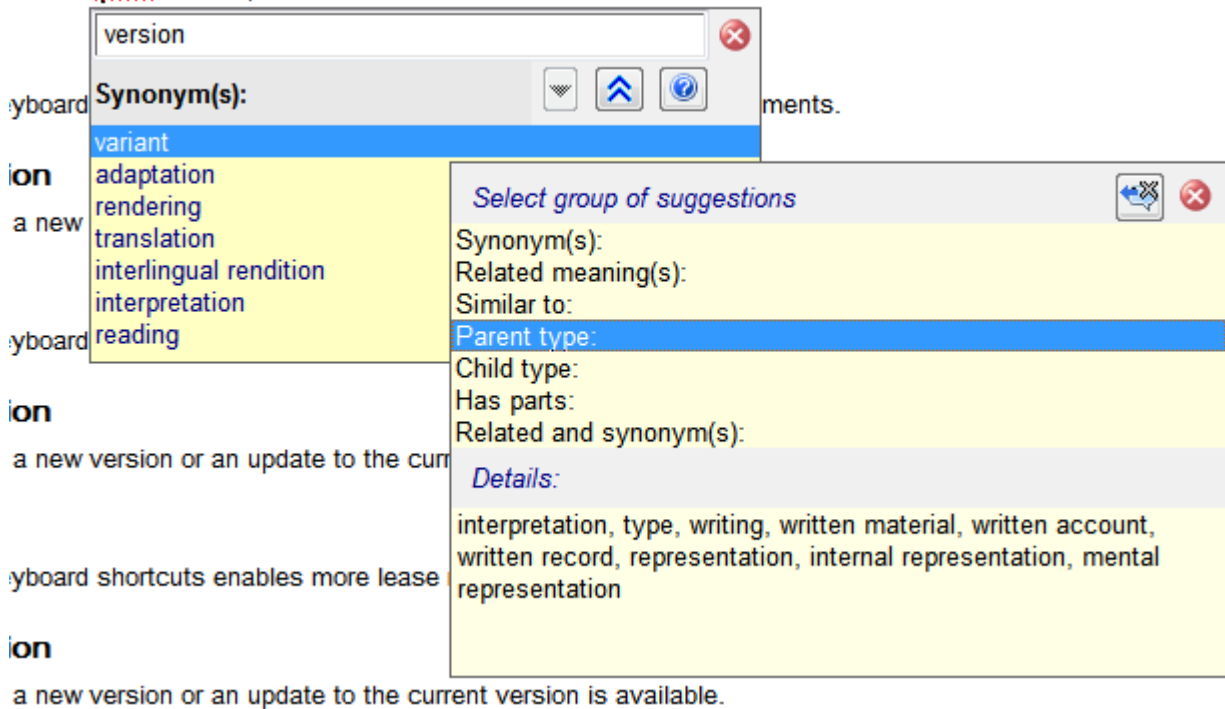 version
yboard Synonym(s): ments.
variant
ion adaptation
Select group of suggestions
rendering
a new
translation
Synonym(s):
interlingual rendition
Related meaning(s):
interpretation
Similar to:
yboard reading
Parent type:
Child type:
Has parts:
ion
Related and synonym(s):
a new version or an update to the curr
Details:
interpretation, type, writing, written material, written account,
written record, representation, internal representation, mental
representation
yboard shortcuts enables more lease
ion
a new version or an update to the current version is available.